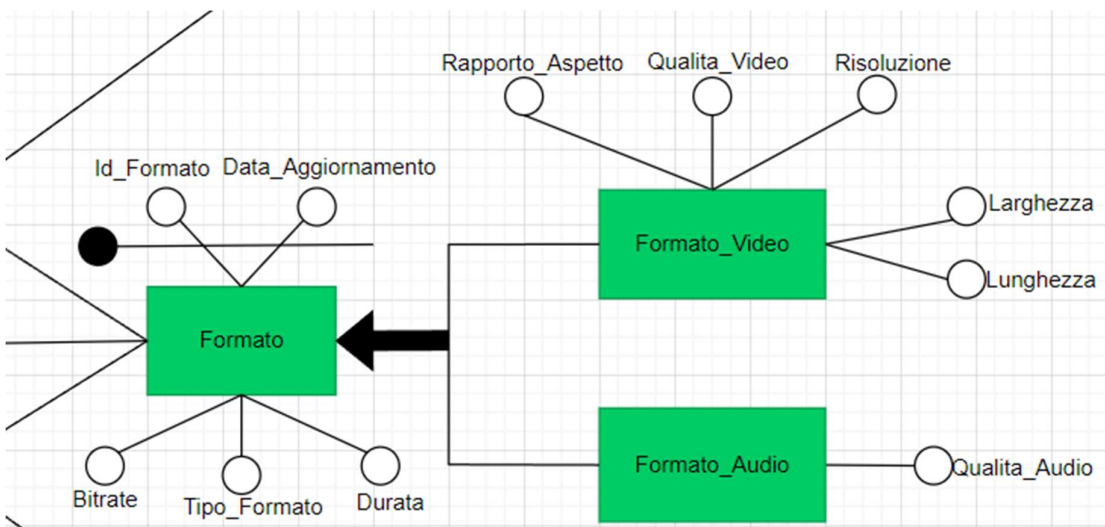 Rapporto_Aspetto Qualita_Video Risoluzione
Id_Formato Data_Aggiornamento
Larghezza
Formato_Video
Lunghezza
Formato
Formato_Audio
Qualita_Audio
Bitrate
Tipo_Formato
Durata